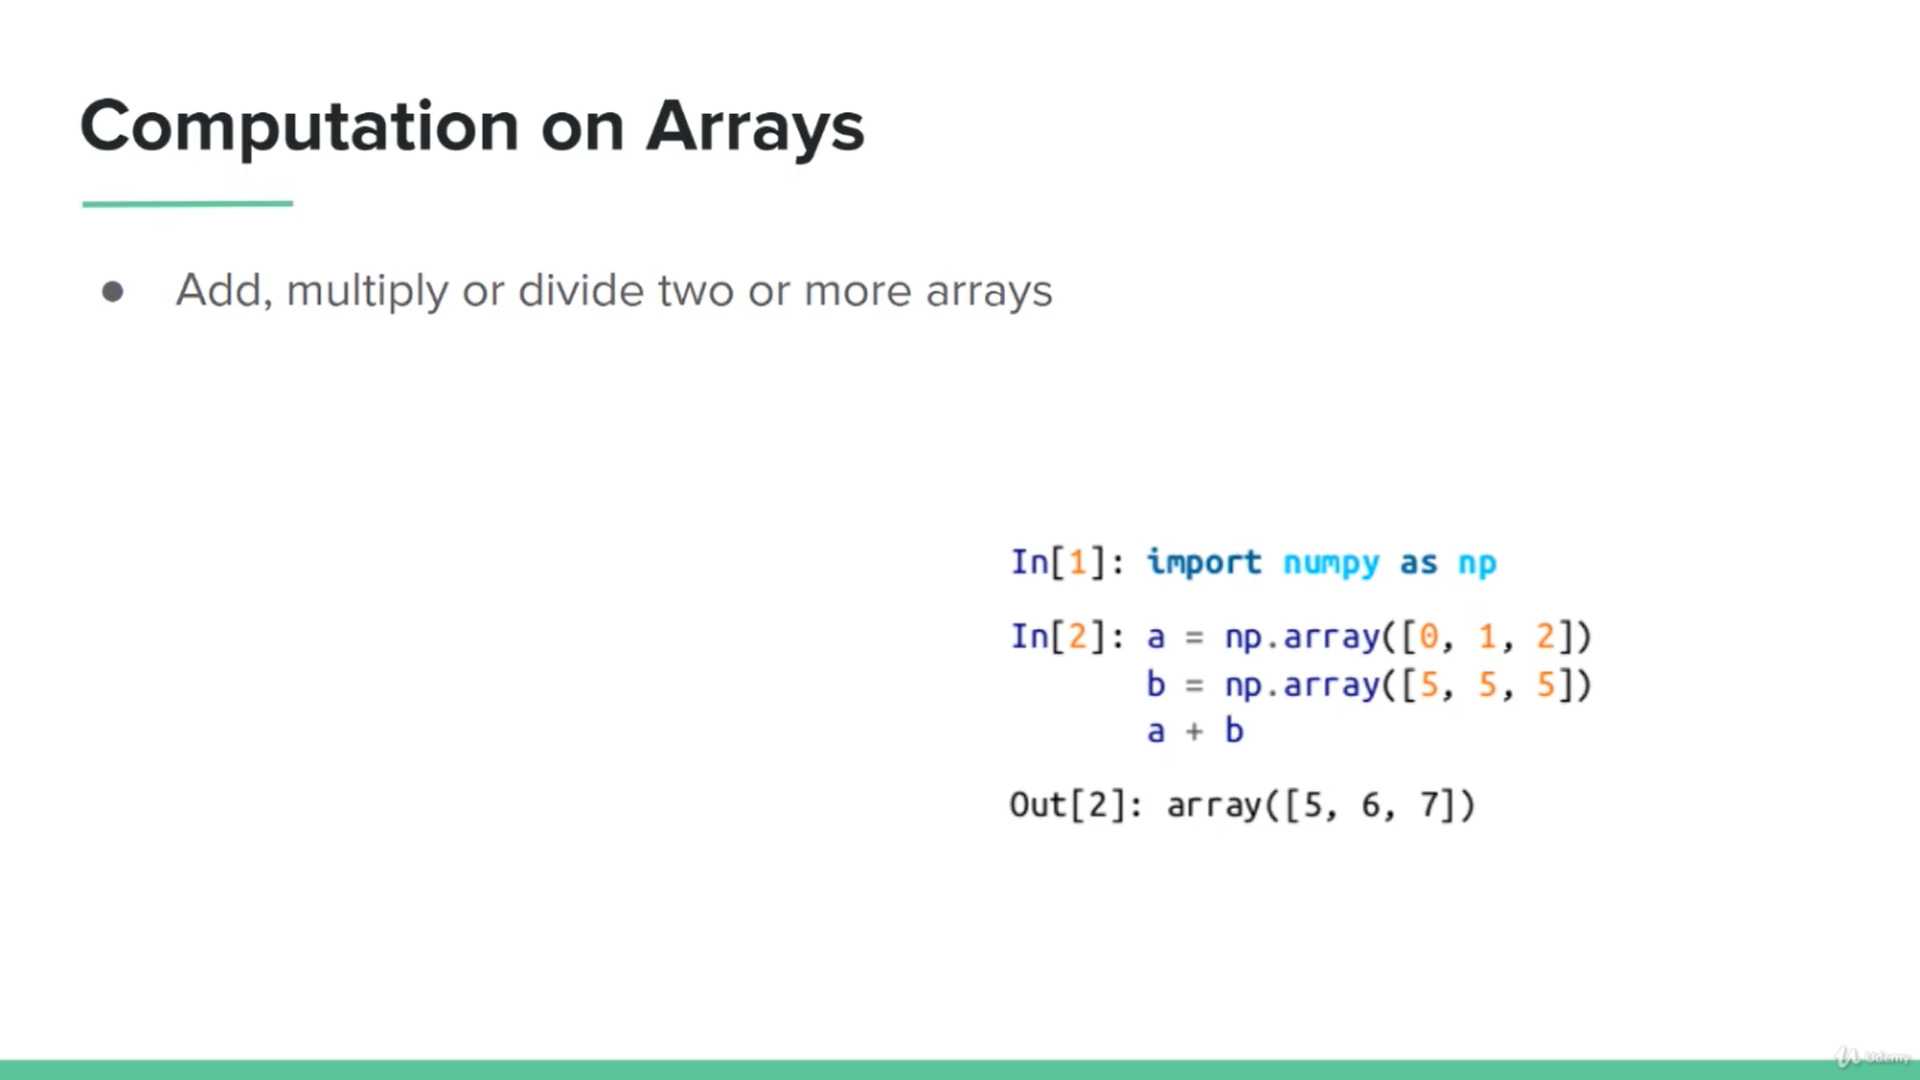 Computation on Arrays
● Add, multiply or divide two or more arrays
In[1]: import numpy as np
In[2]: a = np.array([0, 1, 2])
b = np.array([5, 5, 5])
a + b
Out[2]: array([5, 6, 7])
Udemy